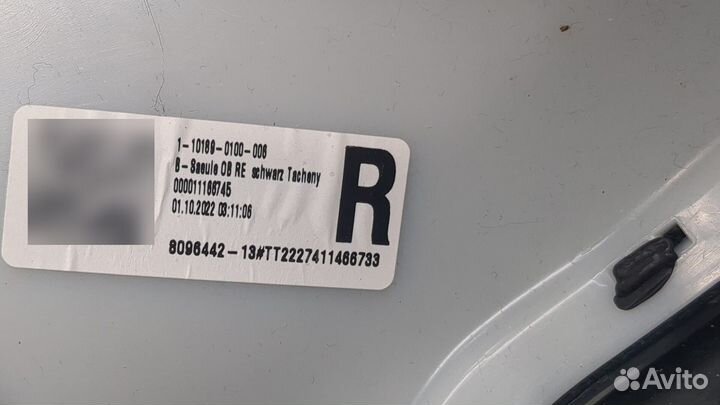 1-10189-0100-006
B-Saeule OB RE schwarz Tacheny
000011166745
01.10.2022 03:11:06
R
8096442-13#TT2227411466733
Avito